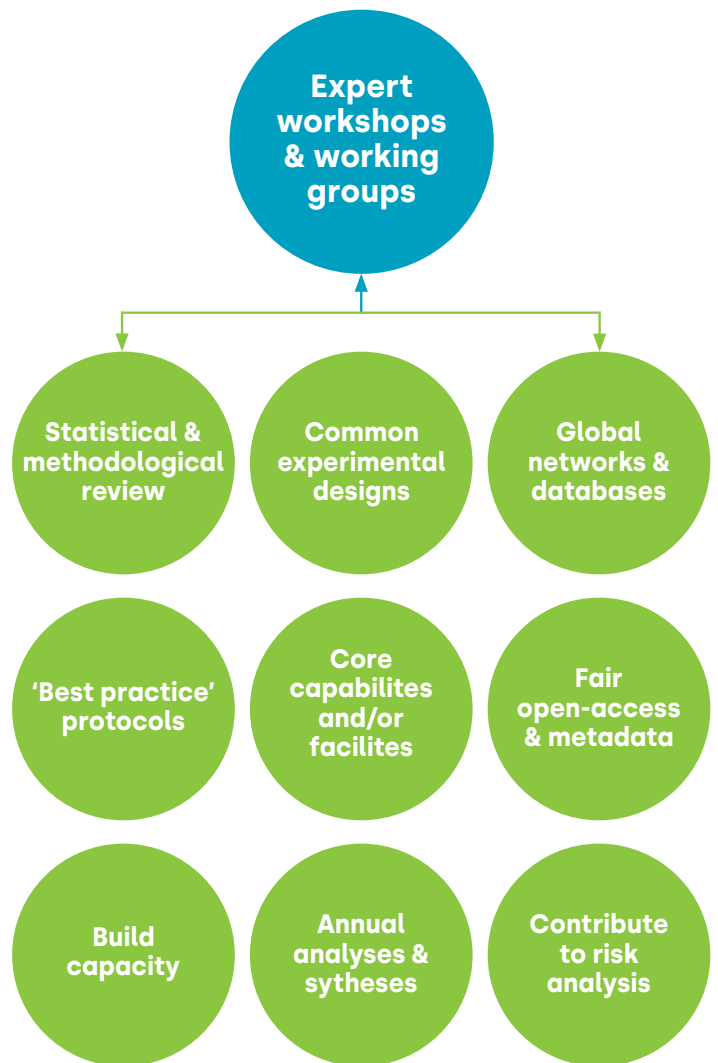 Expert
workshops
& working
groups
Statistical &
methodological
review
Common
experimental
designs
Global
networks &
databases
‘Best practice’
protocols
Core
capabilites
and/or
facilites
Fair
open-access
& metadata
Build
capacity
Annual
analyses &
sytheses
Contribute
to risk
analysis